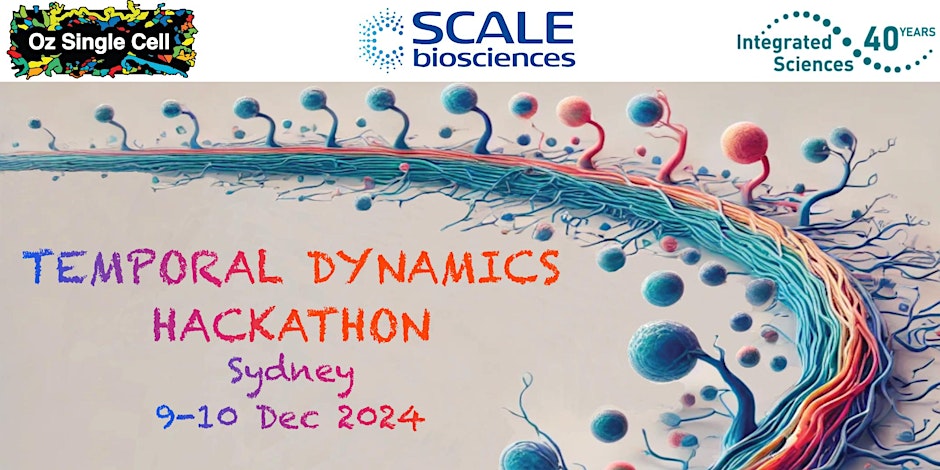 Oz Single Cell
SCALE
biosciences
Integrated
Sciences
40 YEARS
TEMPORAL DYNAMICS
HACKATHON
Sydney
9-10 Dec 2024